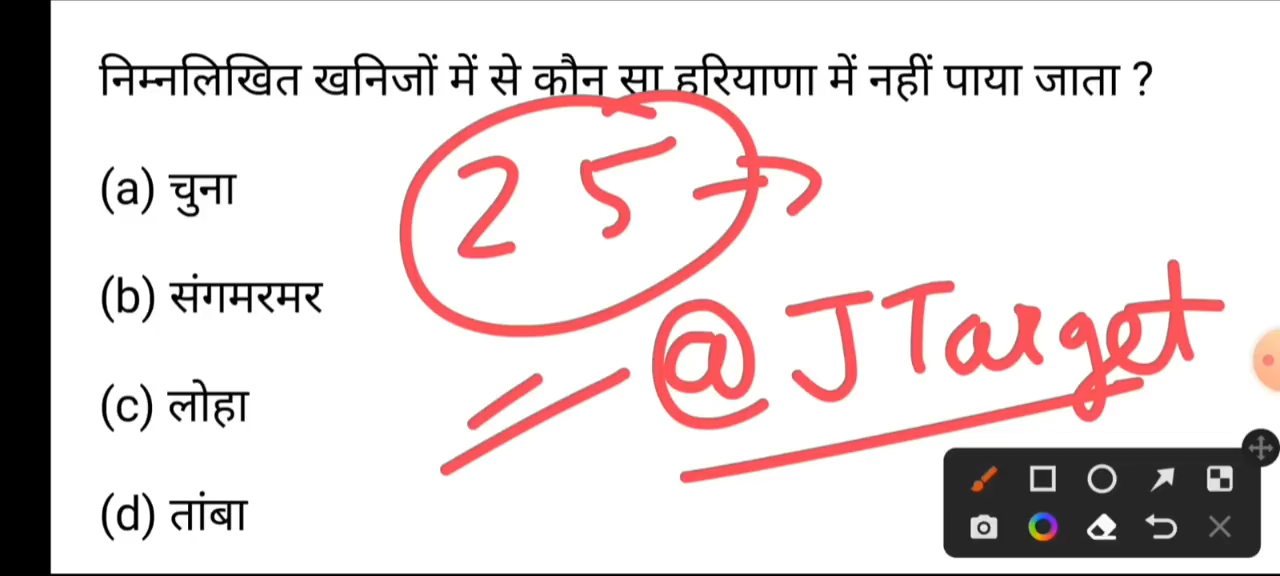 निम्नलिखित खनिजों में से कौन सा हरियाणा में नहीं पाया जाता ?
(a) चुना
25
(b) संगमरमर
@JTarget
(c) लोहा
(d) तांबा